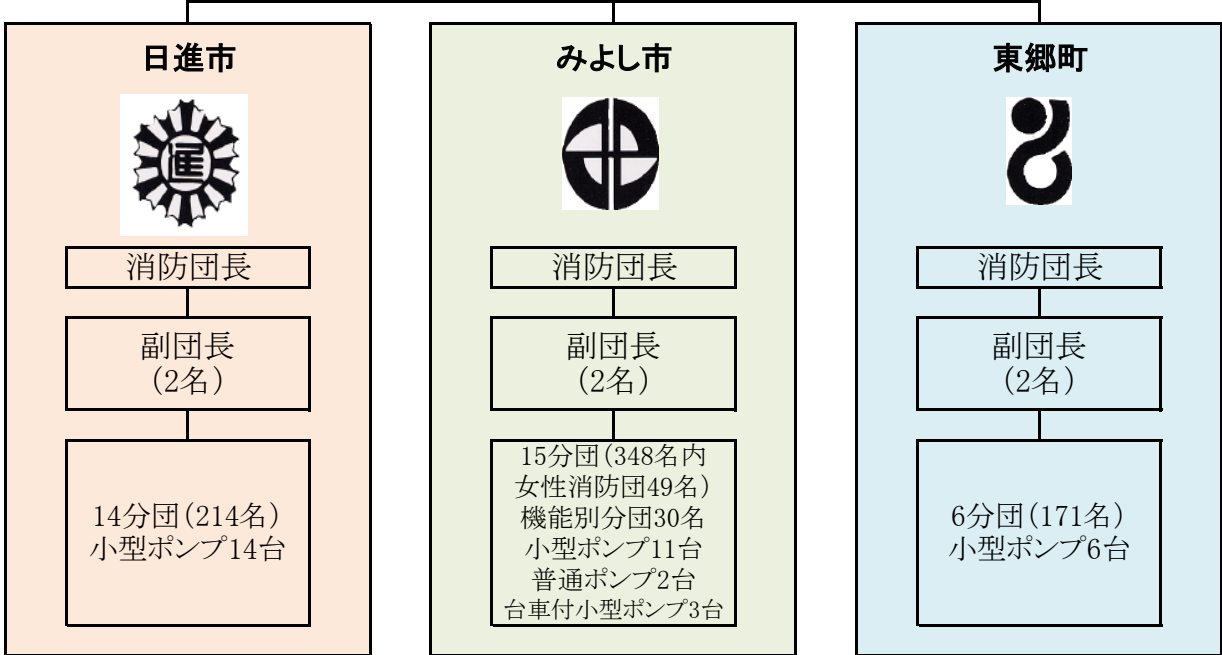 日進市
進
消防団長
副団長
(2名)
14分団(214名)
小型ポンプ14台
みよし市
消防団長
副団長
(2名)
15分団(348名内
女性消防団49名)
機能別分団30名
小型ポンプ11台
普通ポンプ2台
台車付小型ポンプ3台
東郷町
消防団長
副団長
(2名)
6分団(171名)
小型ポンプ6台